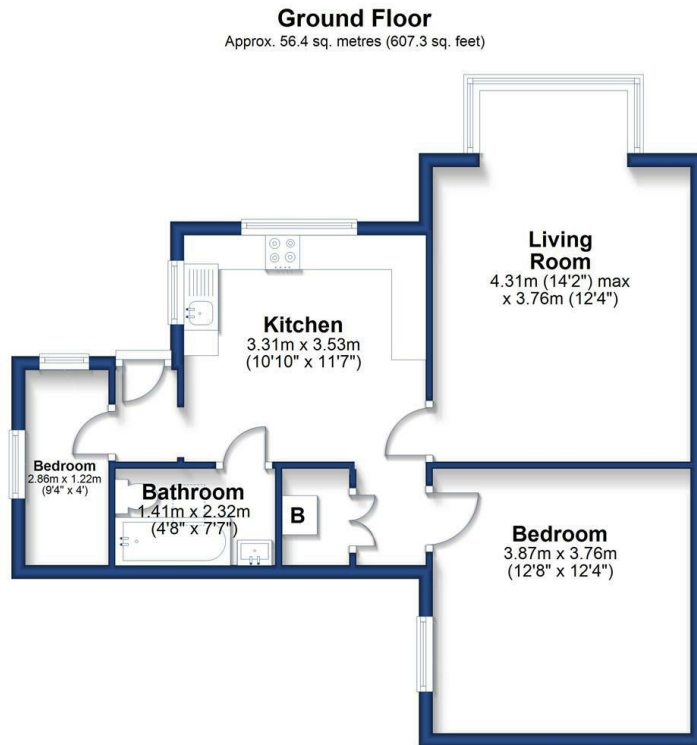 Ground Floor
Approx. 56.4 sq. metres (607.3 sq. feet)
Living
Room
4.31m (14'2") max
x 3.76m (12'4")
Kitchen
3.31m x 3.53m
(10'10" x 11'7")
Bedroom
2.86m x 1.22m
(9'4" x 4')
Bathroom
1.41m x 2.32m
(4'8" x 7'7")
B
Bedroom
3.87m x 3.76m
(12'8" x 12'4")